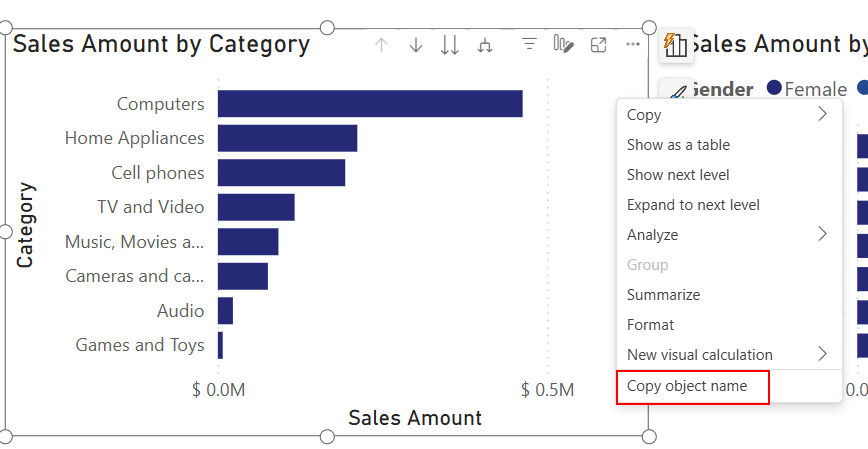 Sales Amount by Category
Sales Amount by
Gender Female
Computers
Home Appliances
Cell phones
TV and Video
Music, Movies a...
Cameras and ca...
Audio
Games and Toys
Category
$ 0.0M
$ 0.5M
Sales Amount
Copy
Show as a table
Show next level
Expand to next level
Analyze
Group
Summarize
Format
New visual calculation
Copy object name
0.0